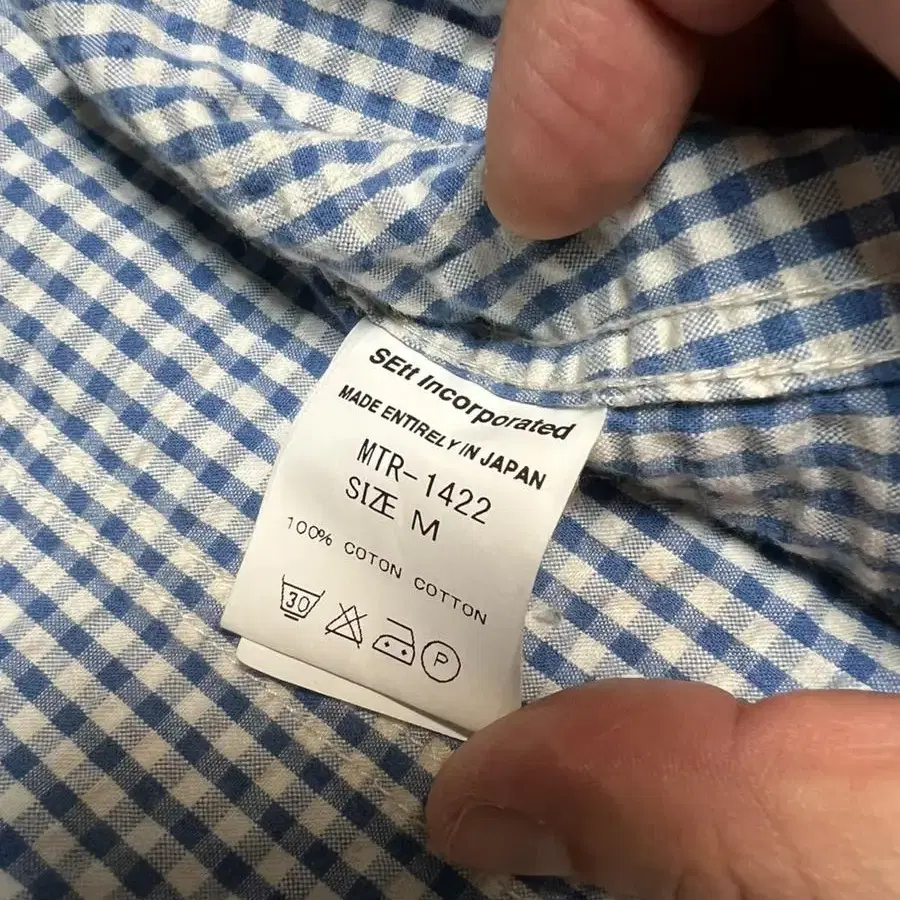 SEtt Incorporated
MADE ENTIRELY IN JAPAN
MTR-1422
SIZE M
100% COTON COTTON
30 P